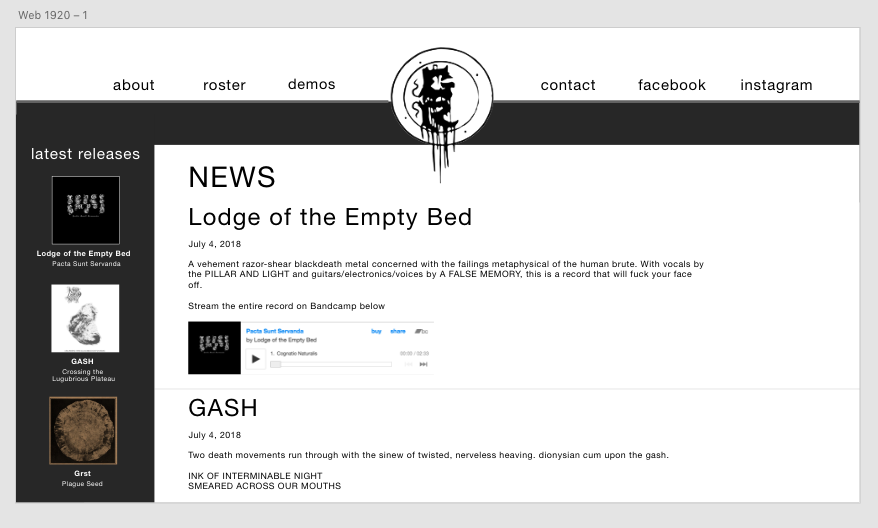 Web 1920 – 1
about roster demos contact facebook instagram
latest releases
Lodge of the Empty Bed
Pacta Sunt Servanda
GASH
Crossing the
Lugubrious Plateau
Grst
Plague Seed
NEWS
Lodge of the Empty Bed
July 4, 2018
A vehement razor-shear blackdeath metal concerned with the failings metaphysical of the human brute. With vocals by
the PILLAR AND LIGHT and guitars/electronics/voices by A FALSE MEMORY, this is a record that will fuck your face
off.
Stream the entire record on Bandcamp below
Pacta Sunt Servanda buy share bc
by Lodge of the Empty Bed
1. Cognatio Naturalis 00:00 / 02:33
GASH
July 4, 2018
Two death movements run through with the sinew of twisted, nerveless heaving. dionysian cum upon the gash.
INK OF INTERMINABLE NIGHT
SMEARED ACROSS OUR MOUTHS